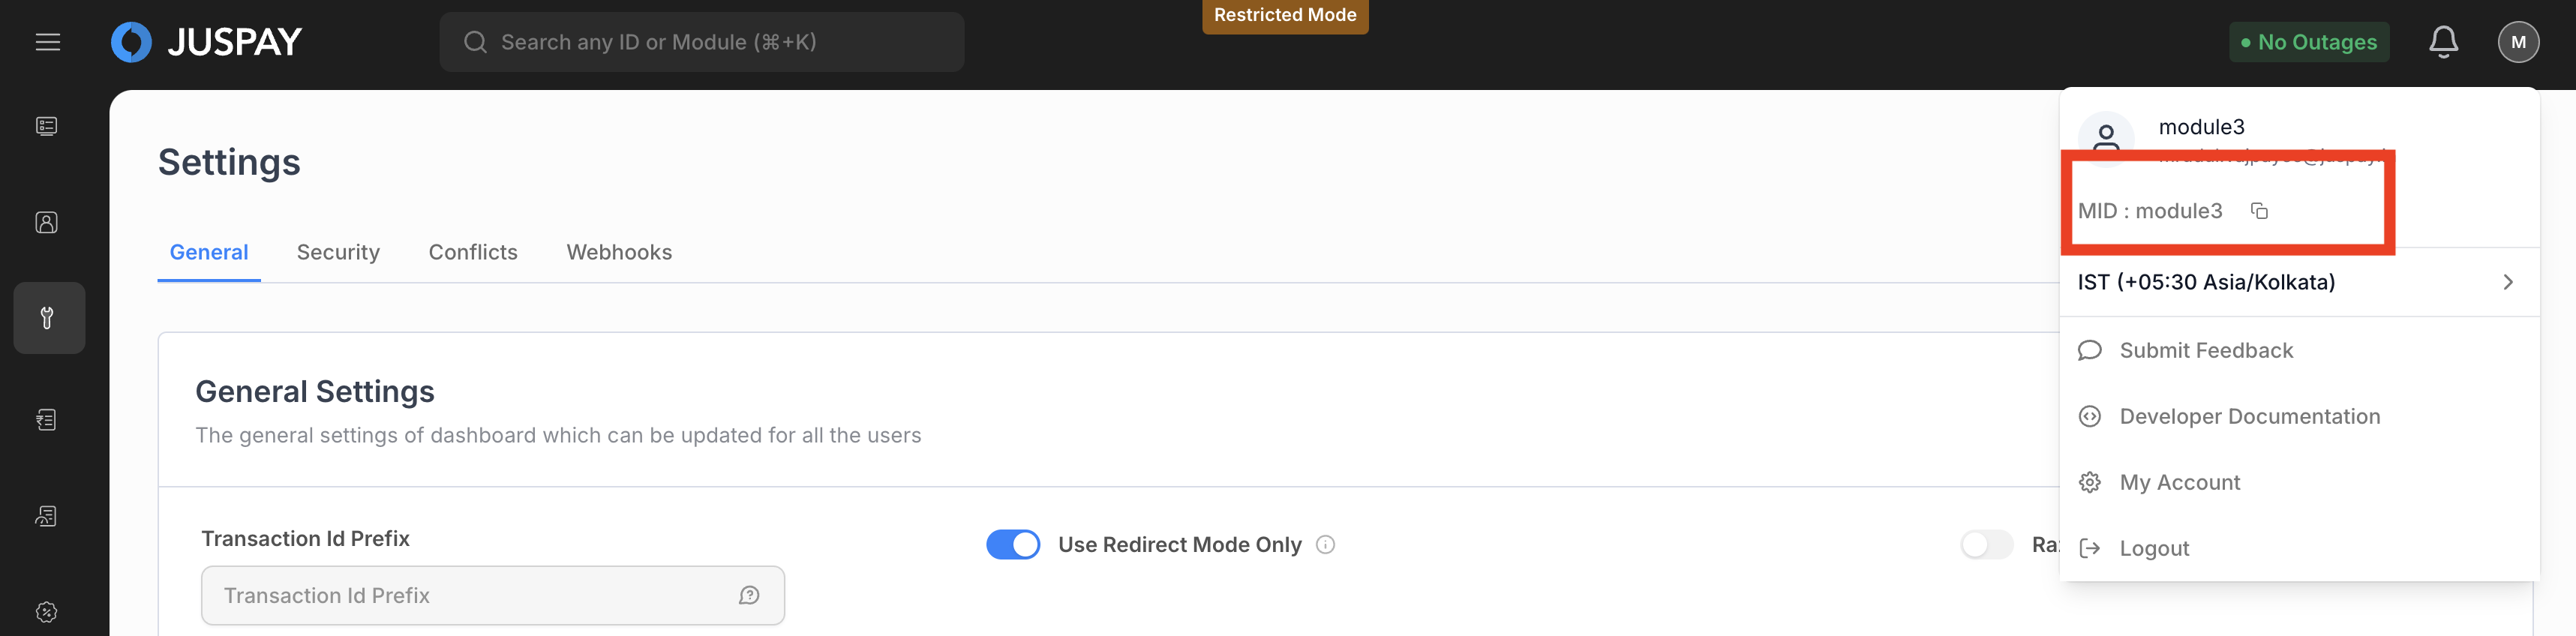 JUSPAY
Search any ID or Module (⌘+K)
Restricted Mode
No Outages
M
Settings
General Security Conflicts Webhooks
General Settings
The general settings of dashboard which can be updated for all the users
Transaction Id Prefix
Transaction Id Prefix
Use Redirect Mode Only
module3
MID : module3
IST (+05:30 Asia/Kolkata)
Submit Feedback
Developer Documentation
My Account
Logout